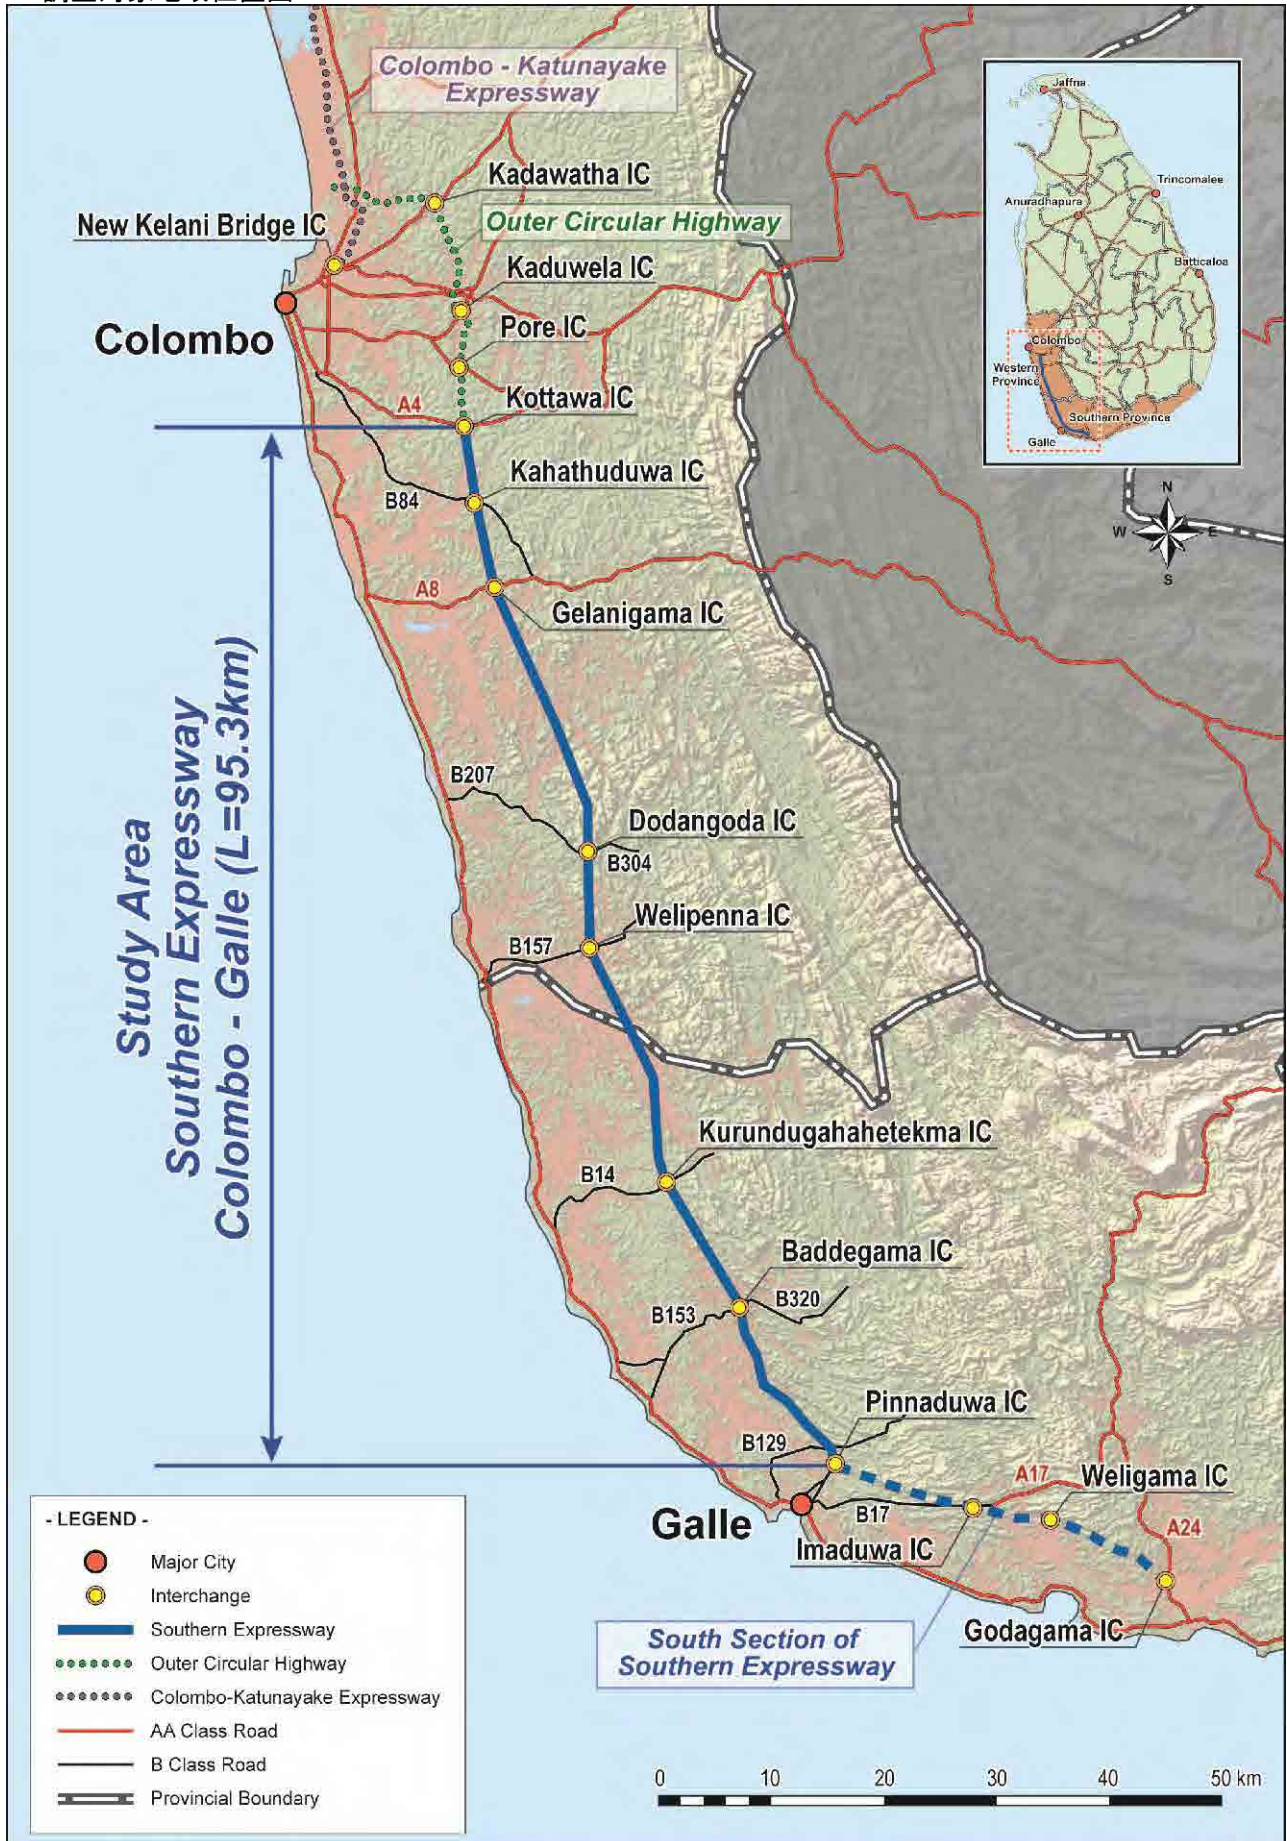 Colombo - Katunayake
Expressway
Kadawatha IC
New Kelani Bridge IC
Outer Circular Highway
Kaduwela IC
Colombo
Pore IC
A4
Kottawa IC
Kahathuduwa IC
B84
A8
Gelanigama IC
Study Area
Southern Expressway
Colombo - Galle (L=95.3km)
B207
Dodangoda IC
B304
Welipenna IC
B157
Kurundugahahetekma IC
B14
Baddegama IC
B320
B153
Pinnaduwa IC
B129
A17
Weligama IC
Galle
B17
A24
Imaduwa IC
Godagama IC
South Section of
Southern Expressway
Jaffna
Trincomalee
Anuradhapura
Batticaloa
Colombo
Western
Province
Southern Province
Galle
N
W
E
S
- LEGEND -
Major City
Interchange
Southern Expressway
Outer Circular Highway
Colombo-Katunayake Expressway
AA Class Road
B Class Road
Provincial Boundary
0 10 20 30 40 50 km